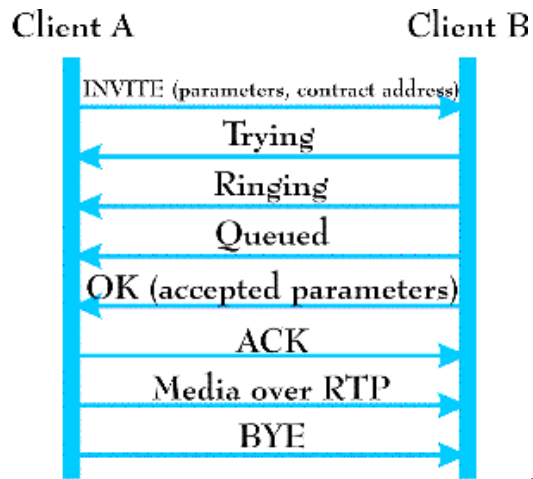 Client A Client B
INVITE (parameters, contract address)
Trying
Ringing
Queued
OK (accepted parameters)
ACK
Media over RTP
BYE